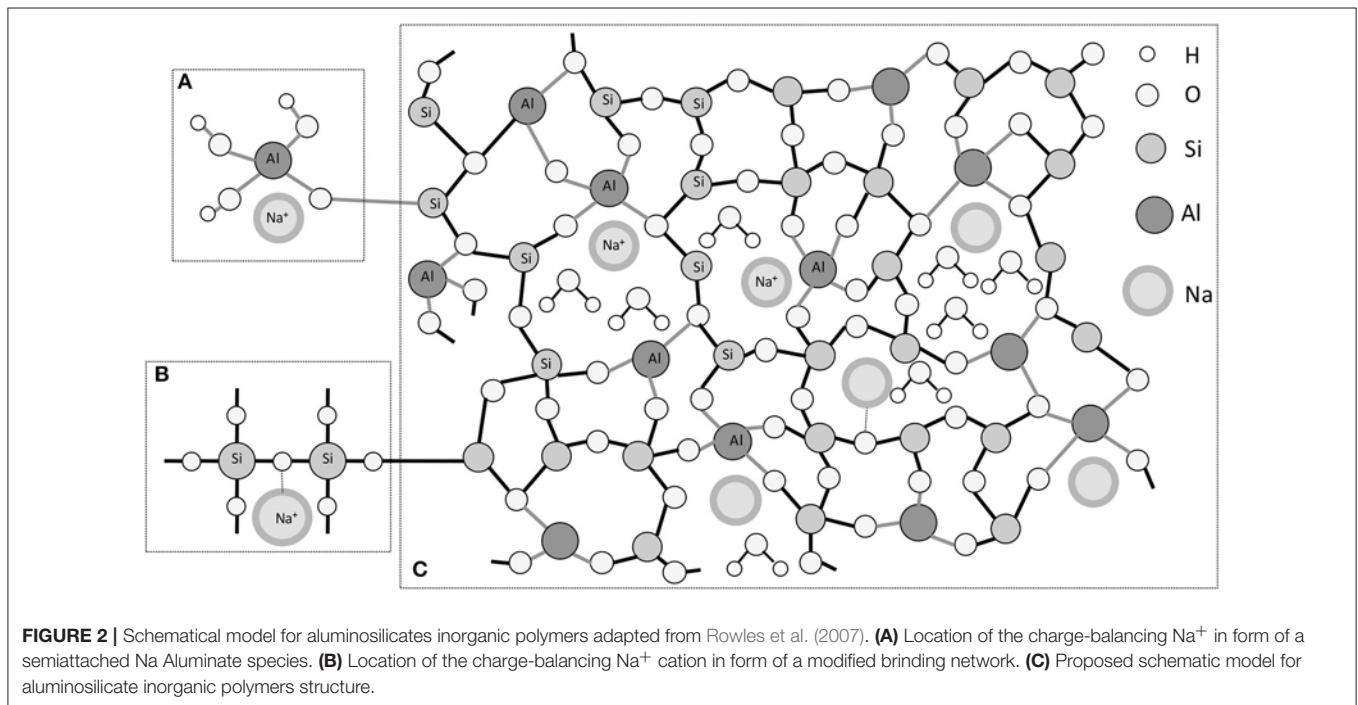 A
Al
Na⁺
B
Si Si
Na⁺
Si Al Si Si
Al Si
Si
Na⁺
Si Si
Al Na⁺ Al
Si Al Si
Al
C
H
O
Si
Al
Na
FIGURE 2 | Schematical model for aluminosilicates inorganic polymers adapted from Rowles et al. (2007). (A) Location of the charge-balancing Na⁺ in form of a
semiattached Na Aluminate species. (B) Location of the charge-balancing Na⁺ cation in form of a modified brinding network. (C) Proposed schematic model for
aluminosilicate inorganic polymers structure.